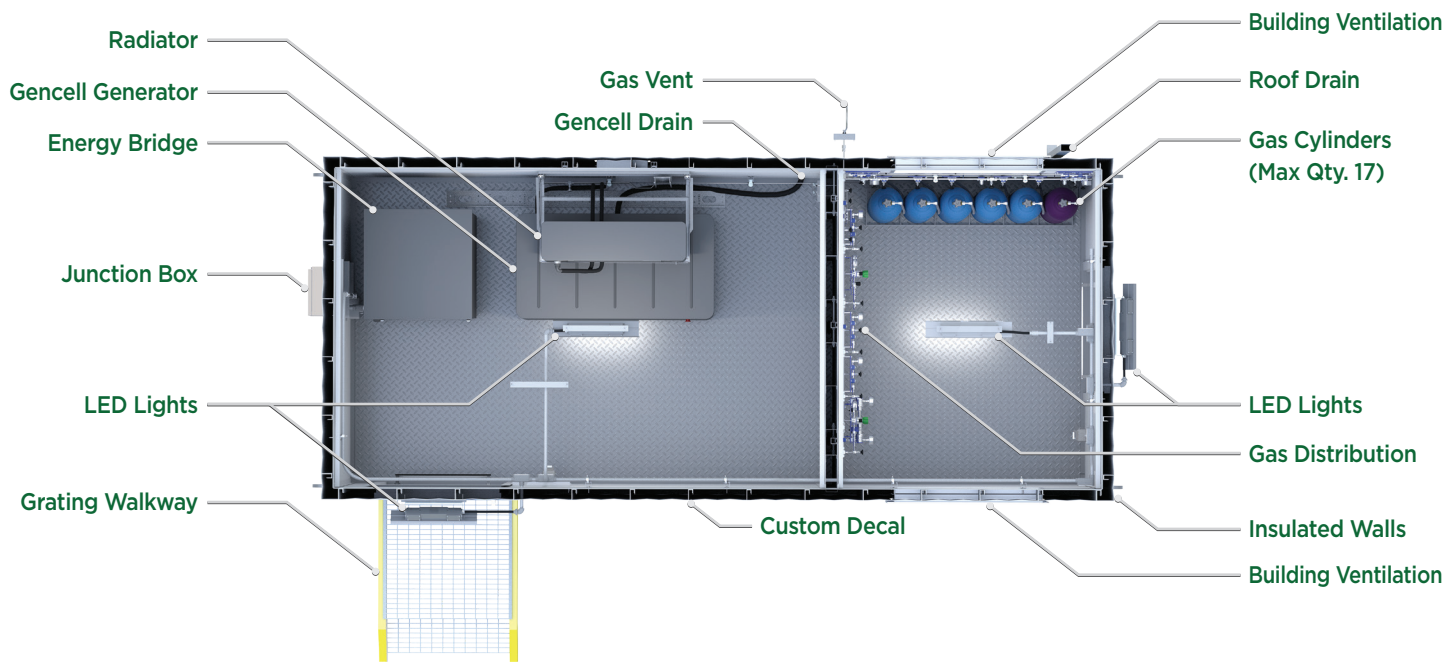 Radiator
Gencell Generator
Energy Bridge
Junction Box
LED Lights
Grating Walkway
Gas Vent
Gencell Drain
Custom Decal
Building Ventilation
Roof Drain
Gas Cylinders
(Max Qty. 17)
LED Lights
Gas Distribution
Insulated Walls
Building Ventilation